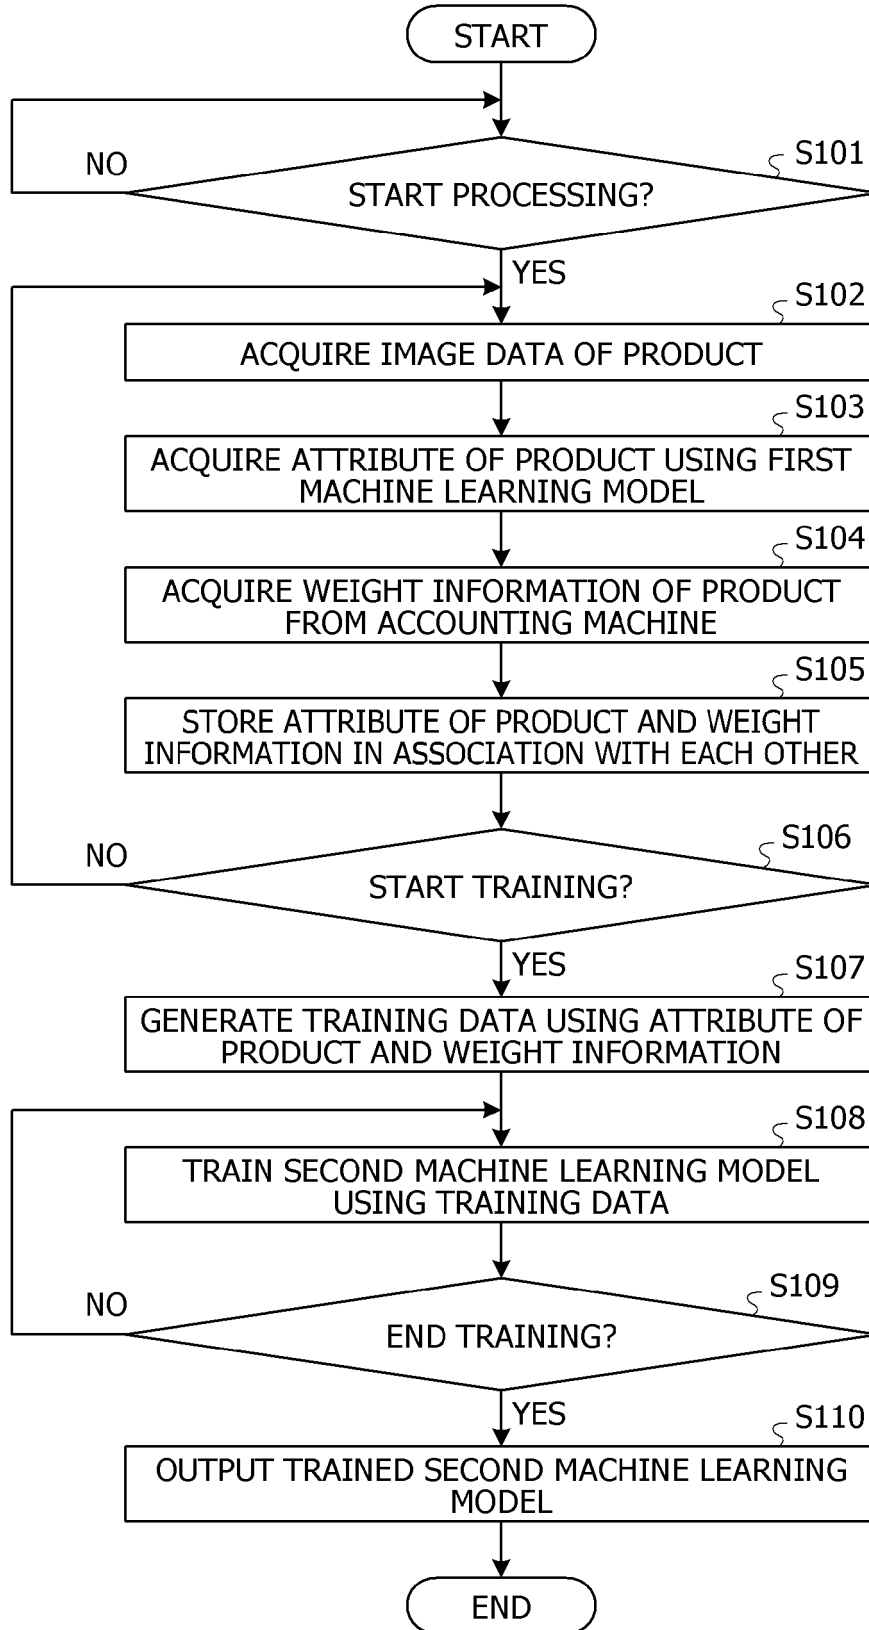 START
S101
NO
START PROCESSING?
YES
S102
ACQUIRE IMAGE DATA OF PRODUCT
S103
ACQUIRE ATTRIBUTE OF PRODUCT USING FIRST
MACHINE LEARNING MODEL
S104
ACQUIRE WEIGHT INFORMATION OF PRODUCT
FROM ACCOUNTING MACHINE
S105
STORE ATTRIBUTE OF PRODUCT AND WEIGHT
INFORMATION IN ASSOCIATION WITH EACH OTHER
S106
NO
START TRAINING?
YES
S107
GENERATE TRAINING DATA USING ATTRIBUTE OF
PRODUCT AND WEIGHT INFORMATION
S108
TRAIN SECOND MACHINE LEARNING MODEL
USING TRAINING DATA
S109
NO
END TRAINING?
YES
S110
OUTPUT TRAINED SECOND MACHINE LEARNING
MODEL
END